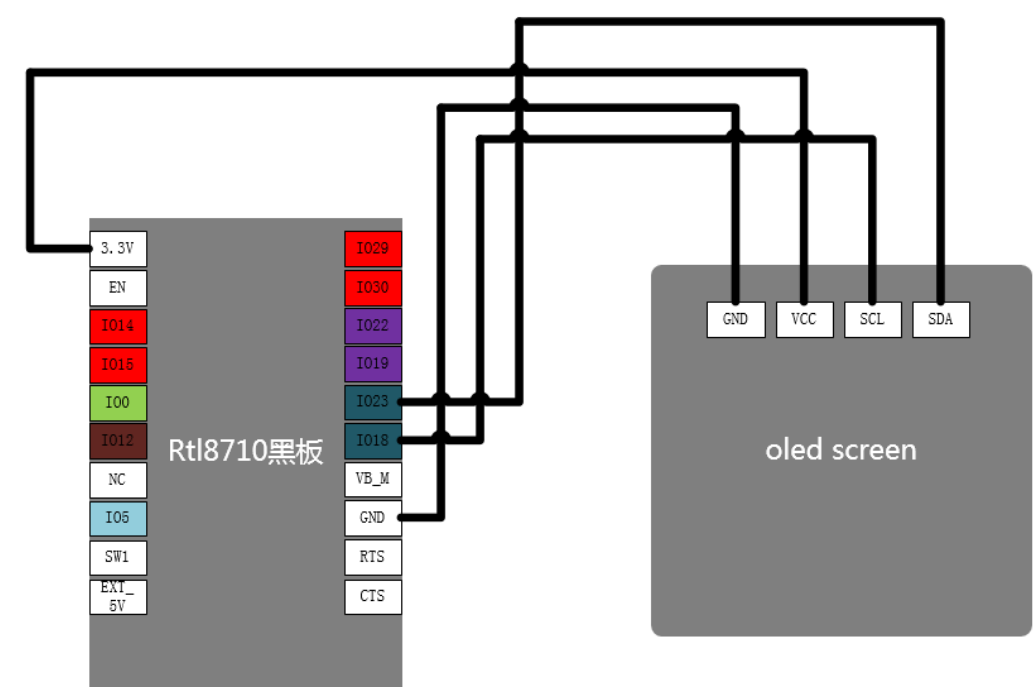 3.3V
EN
IO14
IO15
IO0
IO12
NC
IO5
SW1
EXT_
5V
Rtl8710黑板
IO29
IO30
IO22
IO19
IO23
IO18
VB_M
GND
RTS
CTS
GND
VCC
SCL
SDA
oled screen